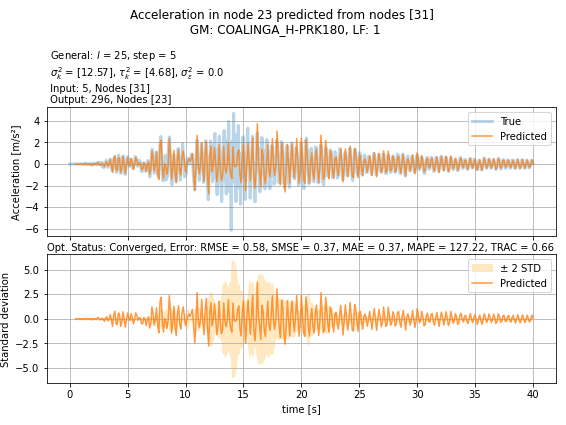 Acceleration in node 23 predicted from nodes [31]
GM: COALINGA_H-PRK180, LF: 1
General: l = 25, step = 5
σ²ₖ = [12.57], τ²ₖ = [4.68], σ²ε = 0.0
Input: 5, Nodes [31]
Output: 296, Nodes [23]
Acceleration [m/s²]
4
2
0
−2
−4
−6
True
Predicted
Opt. Status: Converged, Error: RMSE = 0.58, SMSE = 0.37, MAE = 0.37, MAPE = 127.22, TRAC = 0.66
Standard deviation
5.0
2.5
0.0
−2.5
−5.0
± 2 STD
Predicted
0 5 10 15 20 25 30 35 40
time [s]